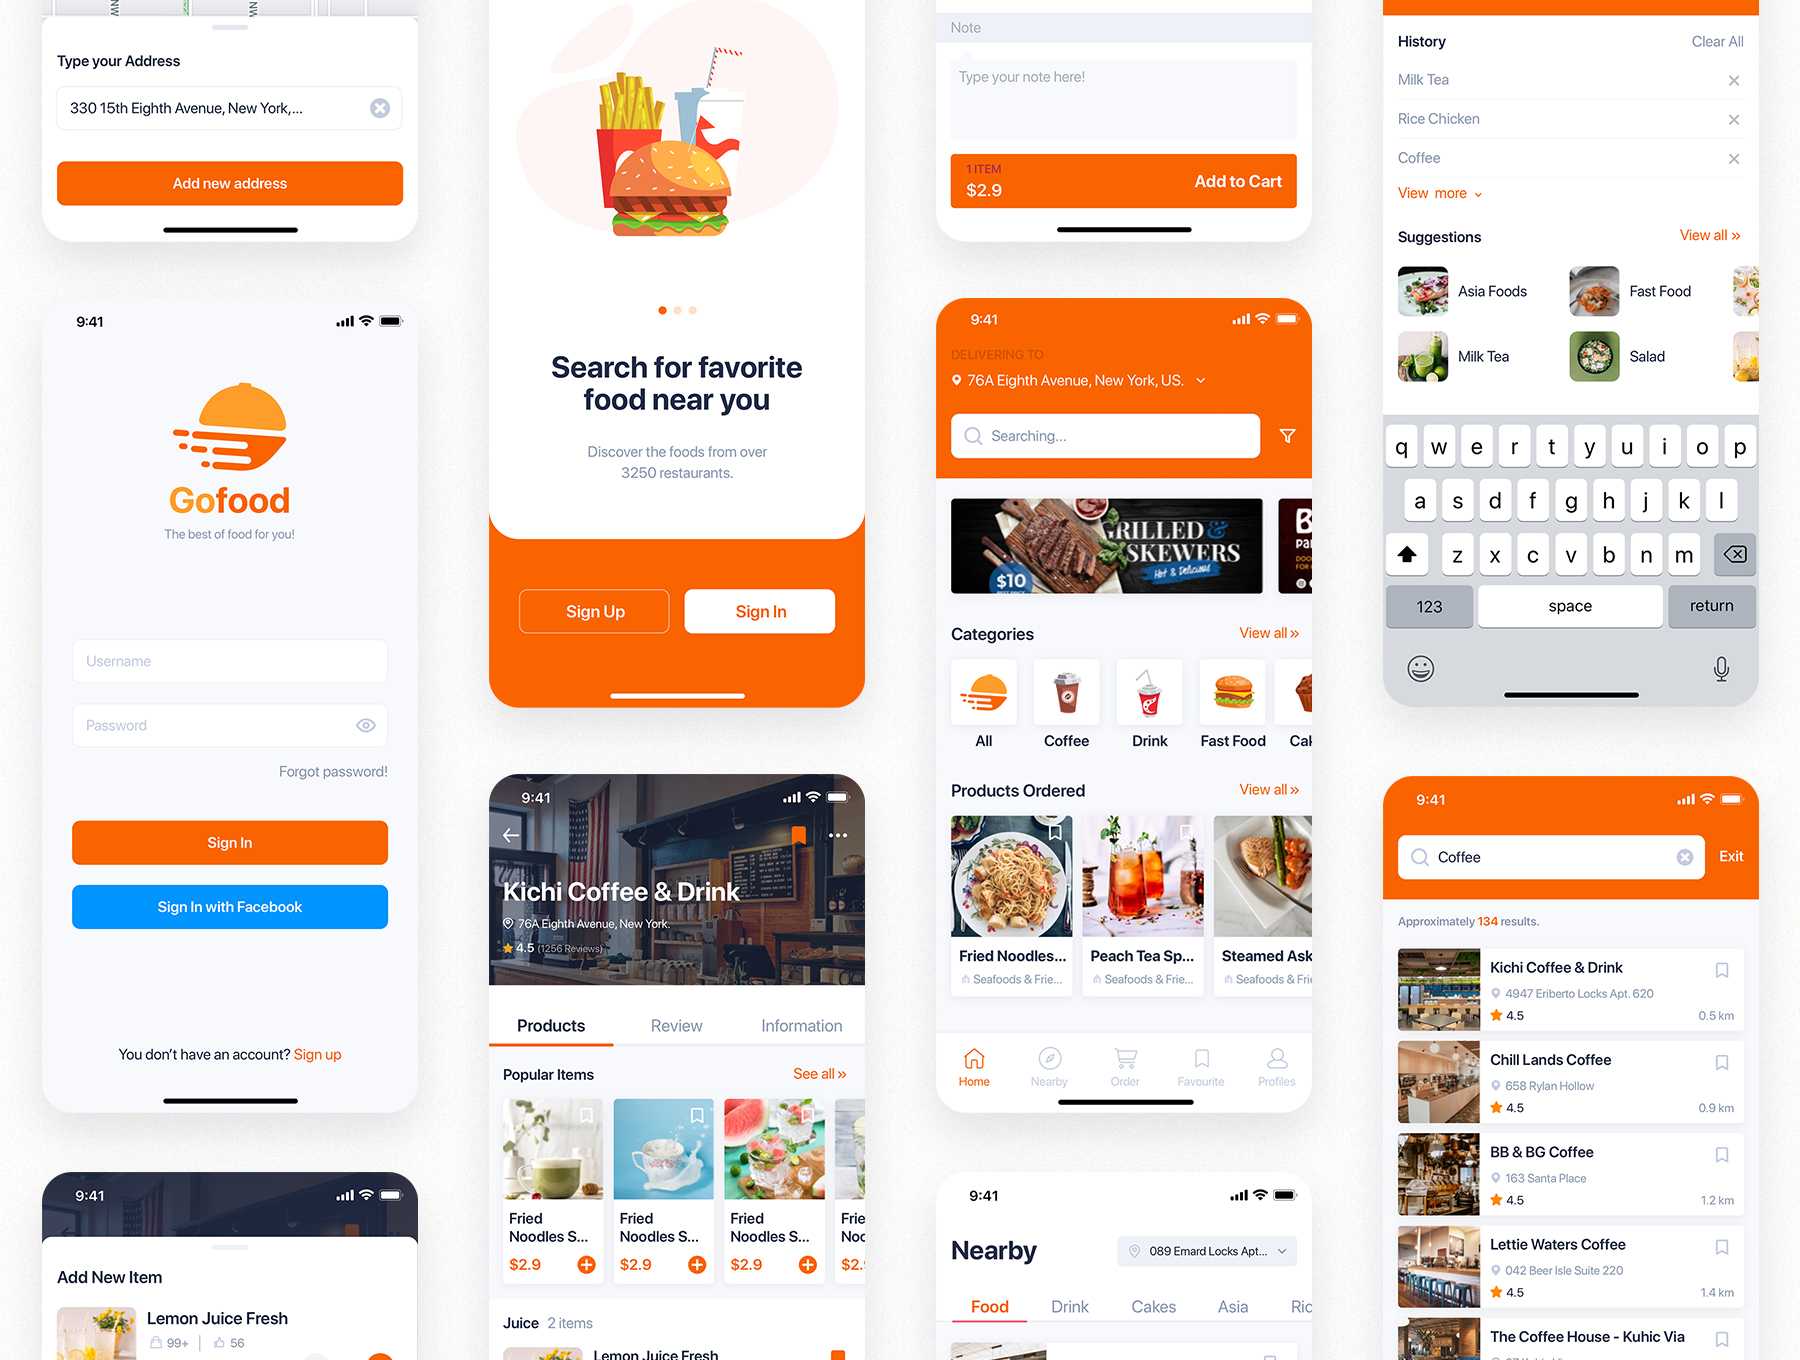 NW
NW
Type your Address
330 15th Eighth Avenue, New York,...
Add new address
9:41
Gofood
The best of food for you!
Username
Password
Forgot password!
Sign In
Sign In with Facebook
You don't have an account? Sign up
9:41
Add New Item
Lemon Juice Fresh
99+ | 56
Search for favorite
food near you
Discover the foods from over
3250 restaurants.
Sign Up
Sign In
9:41
Kichi Coffee & Drink
76A Eighth Avenue, New York.
4.5 (1256 Reviews)
Products
Review
Information
Popular Items
See all »
Fried
Noodles S...
$2.9
Fried
Noodles S...
$2.9
Fried
Noodles S...
$2.9
Frie
Noo
$2.
Juice 2 items
Lemon Juice Fresh
Note
Type your note here!
1 ITEM
$2.9
Add to Cart
9:41
DELIVERING TO
76A Eighth Avenue, New York, US.
Searching...
GRILLED &
SKEWERS
Hot & Delicious
$10
Categories
View all »
All
Coffee
Drink
Fast Food
Cak
Products Ordered
View all »
Fried Noodles...
Seafoods & Frie...
Peach Tea Sp...
Seafoods & Frie...
Steamed Ask
Seafoods & Frie
Home
Nearby
Order
Favourite
Profiles
9:41
Nearby
089 Emard Locks Apt...
Food
Drink
Cakes
Asia
Ric
History
Clear All
Milk Tea
Rice Chicken
Coffee
View more
Suggestions
View all »
Asia Foods
Fast Food
Milk Tea
Salad
q w e r t y u i o p
a s d f g h j k l
z x c v b n m
123 space return
9:41
Coffee
Exit
Approximately 134 results.
Kichi Coffee & Drink
4947 Eriberto Locks Apt. 620
4.5
0.5 km
Chill Lands Coffee
658 Rylan Hollow
4.5
0.9 km
BB & BG Coffee
163 Santa Place
4.5
1.2 km
Lettie Waters Coffee
042 Beer Isle Suite 220
4.5
1.4 km
The Coffee House - Kuhic Via